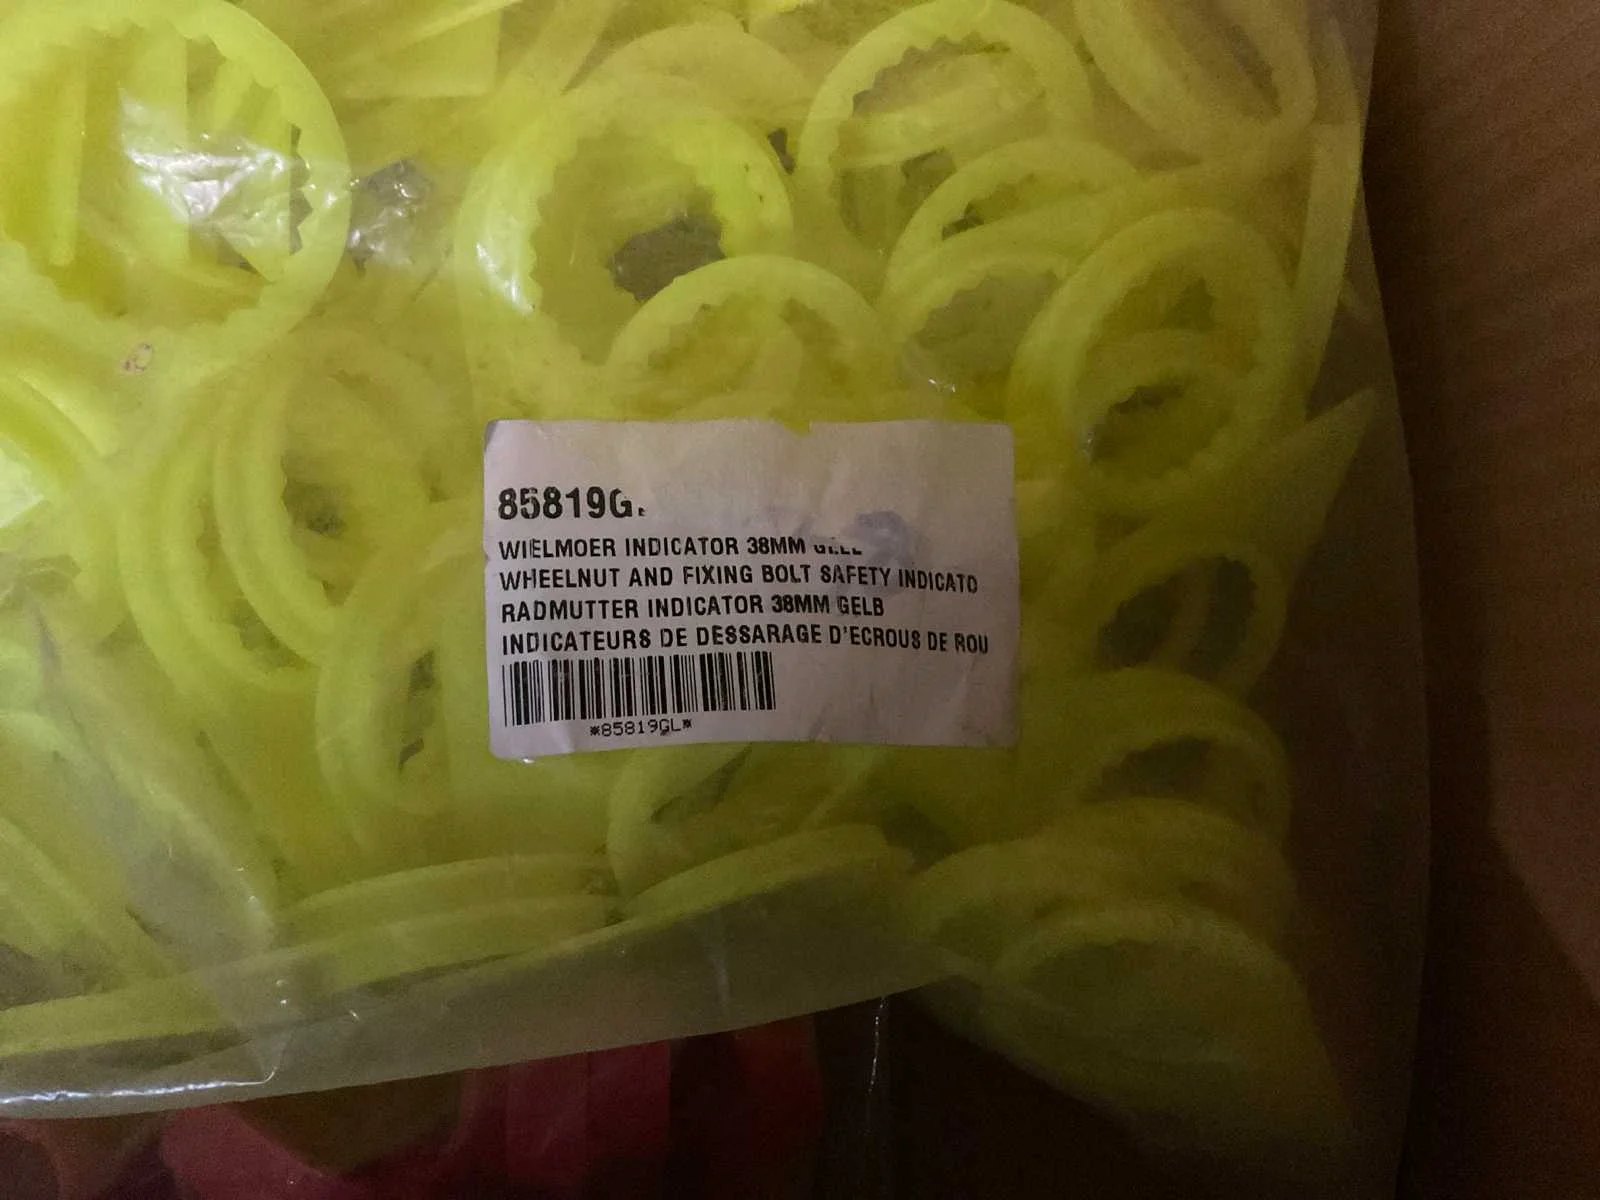 85819G
WIELMOER INDICATOR 38MM
WHEELNUT AND FIXING BOLT SAFETY INDICATO
RADMUTTER INDICATOR 38MM GELB
INDICATEURS DE DESSARAGE D'ECROUS DE ROU
*85819GL*